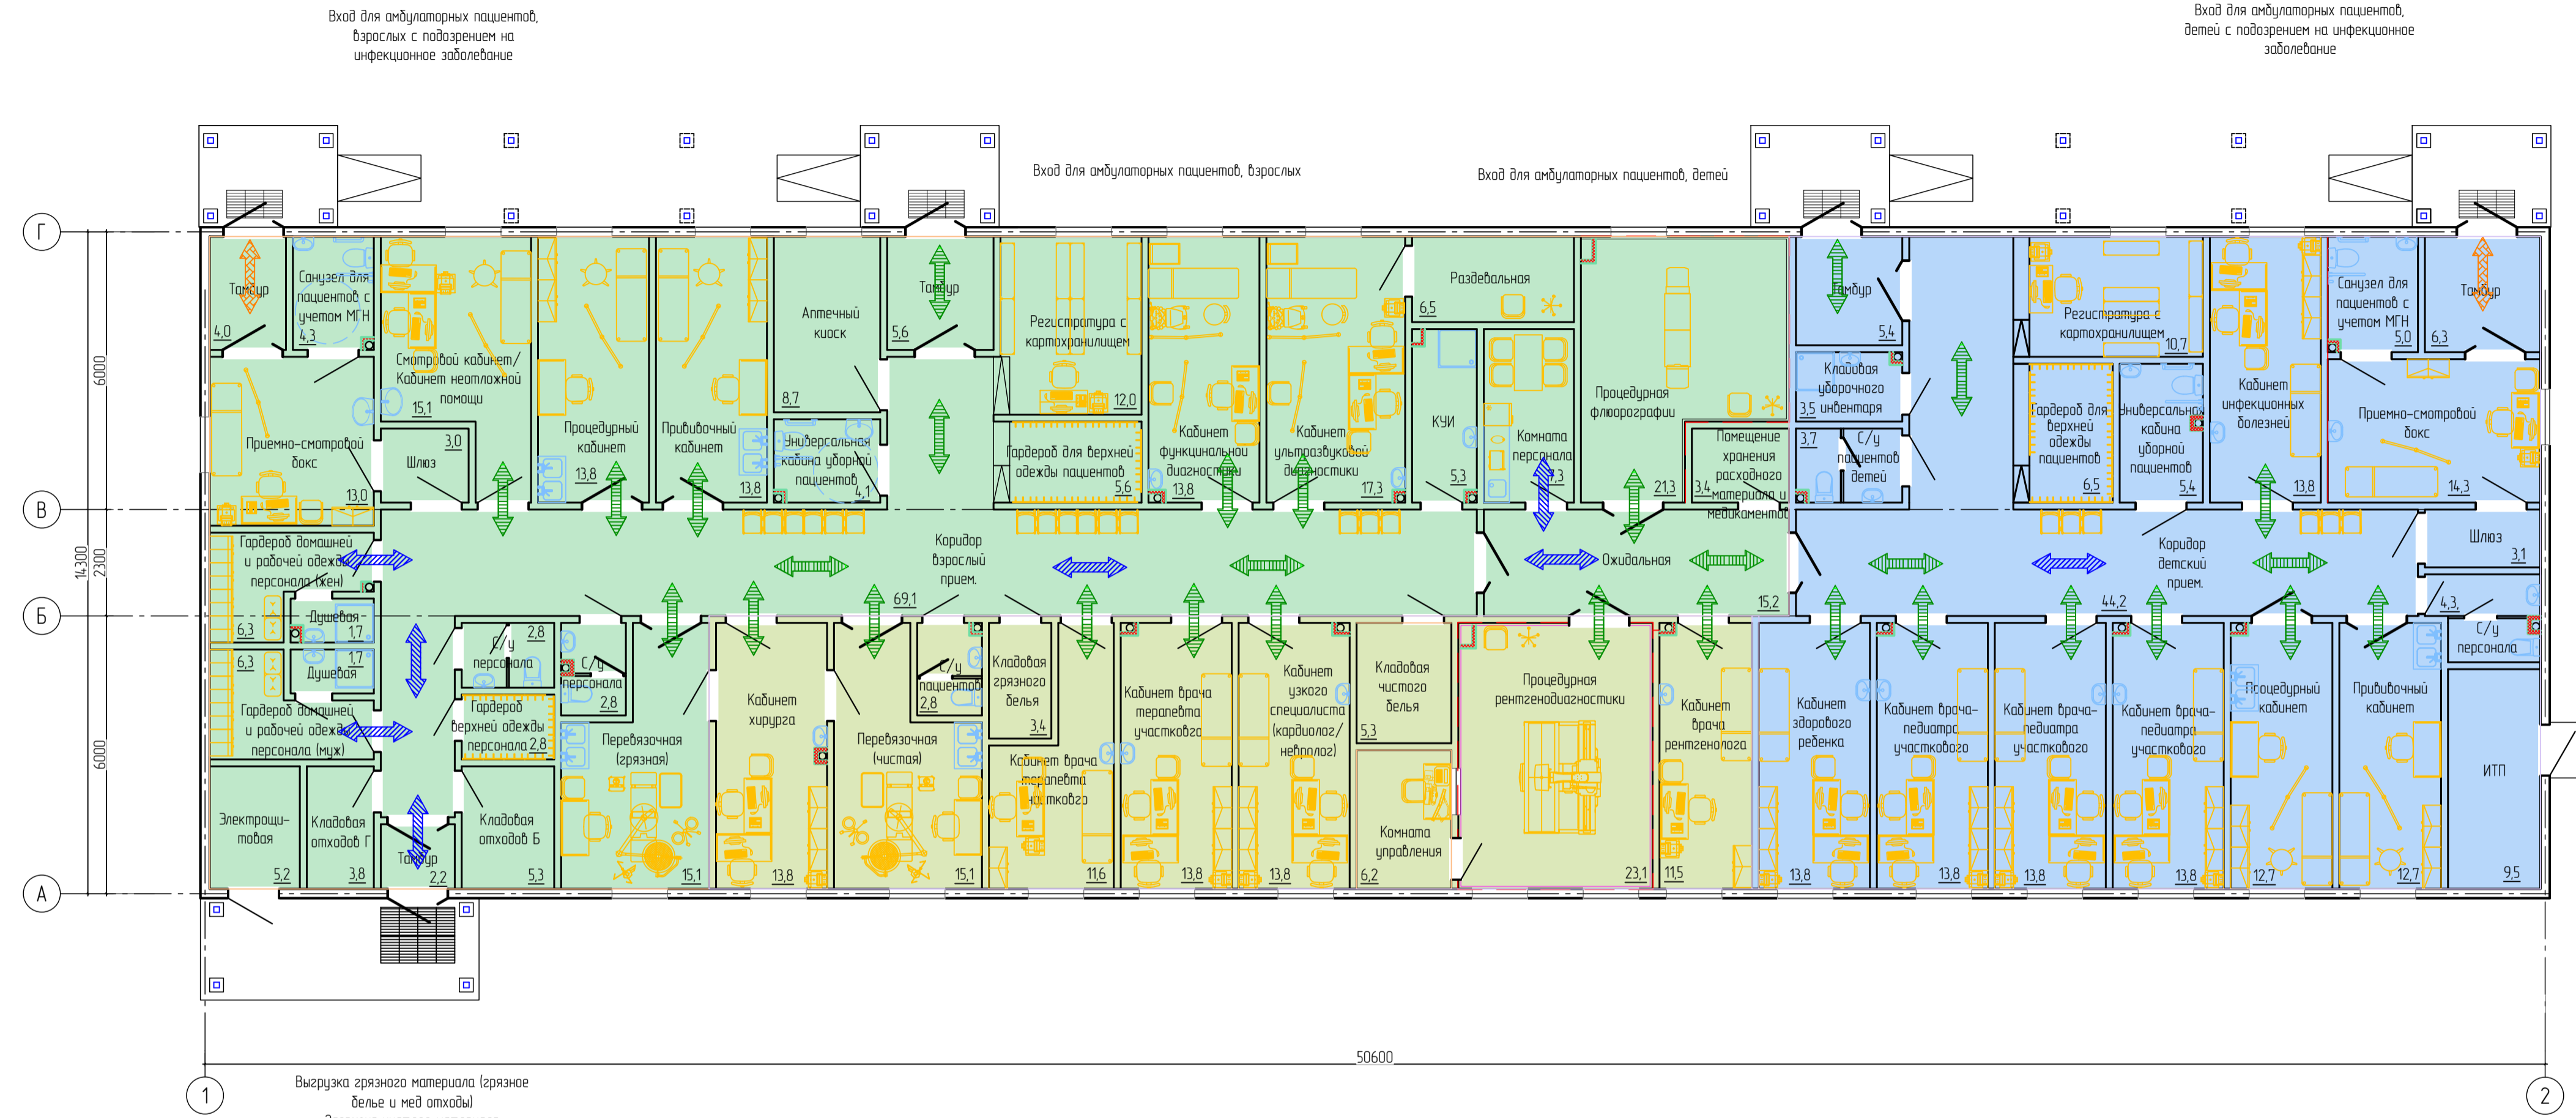 Вход для амбулаторных пациентов,
взрослых с подозрением на
инфекционное заболевание
Вход для амбулаторных пациентов,
детей с подозрением на инфекционное
заболевание
Вход для амбулаторных пациентов, взрослых
Вход для амбулаторных пациентов, детей
Г
В
Б
А
6000
14300
2300
6000
Тамбур
4,0
Санузел для
пациентов с
учетом МГН
4,3
Смотровой кабинет/
Кабинет неотложной
помощи
15,1
Приемно-смотровой
бокс
13,0
3,0
Шлюз
Процедурный
кабинет
13,8
Прививочный
кабинет
13,8
Аптечный
киоск
8,7
Универсальная
кабина уборной
пациентов
4,1
Тамбур
5,6
Регистратура с
картохранилищем
12,0
Гардероб для верхней
одежды пациентов
5,6
Кабинет
функцинальной
диагностики
13,8
Кабинет
ультразвуковой
диагностики
17,3
Раздевальная
6,5
КУИ
5,3
Комната
персонала
7,3
Процедурная
флюорографии
21,3
Помещение
хранения
расходного
материала и
медикаментов
3,4
Тамбур
5,4
Кладовая
уборочного
инвентаря
3,5
3,7
С/у
пациентов
детей
Регистратура с
картохранилищем
10,7
Гардероб для
верхней
одежды
пациентов
6,5
Универсальная
кабина
уборной
пациентов
5,4
Кабинет
инфекционных
болезней
13,8
Санузел для
пациентов с
учетом МГН
5,0
Тамбур
6,3
Приемно-смотровой
бокс
14,3
Коридор
взрослый
прием.
69,1
Ожидальная
15,2
Коридор
детский
прием.
44,2
Шлюз
3,1
4,3
С/у
персонала
Гардероб домашней
и рабочей одежды
персонала (жен)
6,3
Душевая
1,7
6,3
1,7
Душевая
Гардероб домашней
и рабочей одежды
персонала (муж)
2,8
С/у
персонала
С/у
персонала
2,8
Гардероб
верхней одежды
персонала 2,8
Электрощи-
товая
5,2
Кладовая
отходов Г
3,8
Тамбур
2,2
Кладовая
отходов Б
5,3
Перевязочная
(грязная)
15,1
Кабинет
хирурга
13,8
Перевязочная
(чистая)
15,1
С/у
пациентов
2,8
Кладовая
грязного
белья
3,4
Кабинет врача
терапевта
участквого
11,6
Кабинет врача
терапевта
участквого
13,8
Кабинет
узкого
специалиста
(кардиолог/
невролог)
13,8
Кладовая
чистого
белья
5,3
Комната
управления
6,2
Процедурная
рентгенодиагностики
23,1
Кабинет
врача
рентгенолога
11,5
Кабинет
здорового
ребенка
13,8
Кабинет врача-
педиатра
участкового
13,8
Кабинет врача-
педиатра
участкового
13,8
Кабинет врача-
педиатра
участкового
13,8
Процедурный
кабинет
12,7
Прививочный
кабинет
12,7
ИТП
9,5
50600
1
2
Выгрузка грязного материала (грязное
белье и мед отходы)